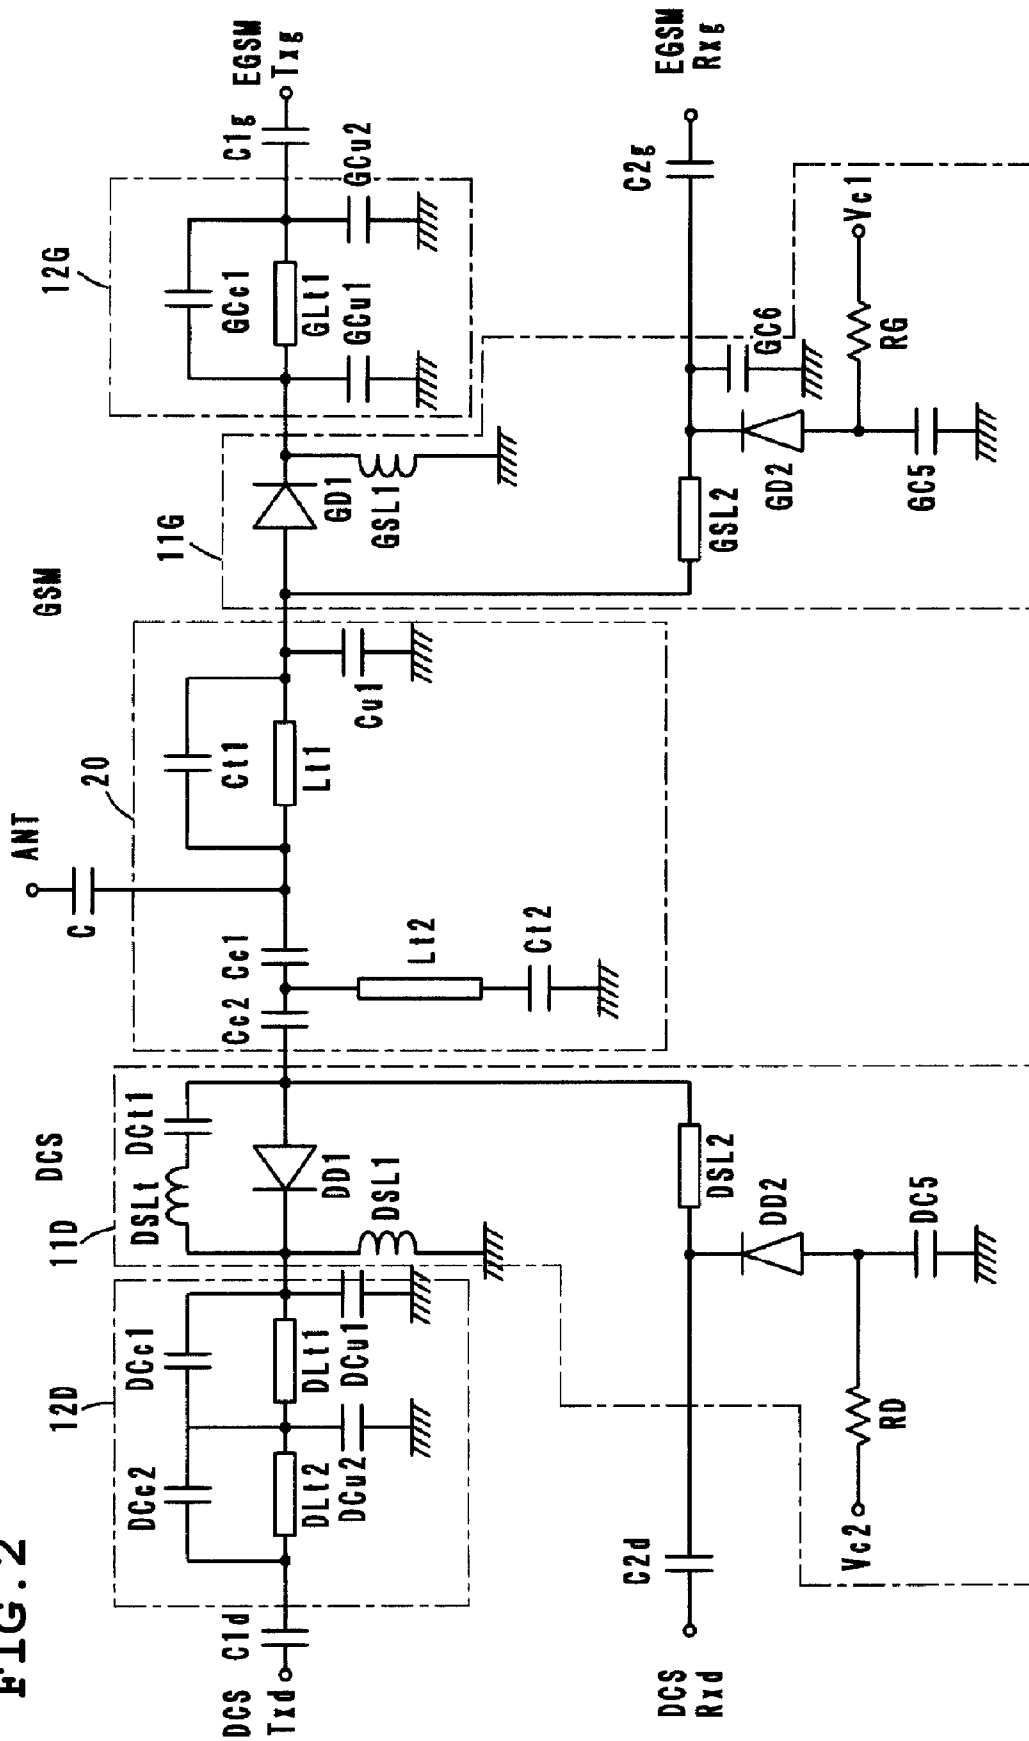 FIG. 2
DCS
GSM
ANT
C
11D
12D
20
11G
12G
DCc2
DCc1
DSLt
DCt1
Ct1
GCc1
DCS
Txd
C1d
DLt2
DLt1
DD1
Cc2
Cc1
Lt1
GD1
GLt1
C1g
EGSM
Txg
DCu2
DCu1
DSL1
Lt2
Ct2
Cu1
GSL1
GCu1
GCu2
DCS
Rxd
C2d
DSL2
GSL2
C2g
EGSM
Rxg
DD2
GD2
GC6
Vc2
RD
DC5
GC5
RG
Vc1